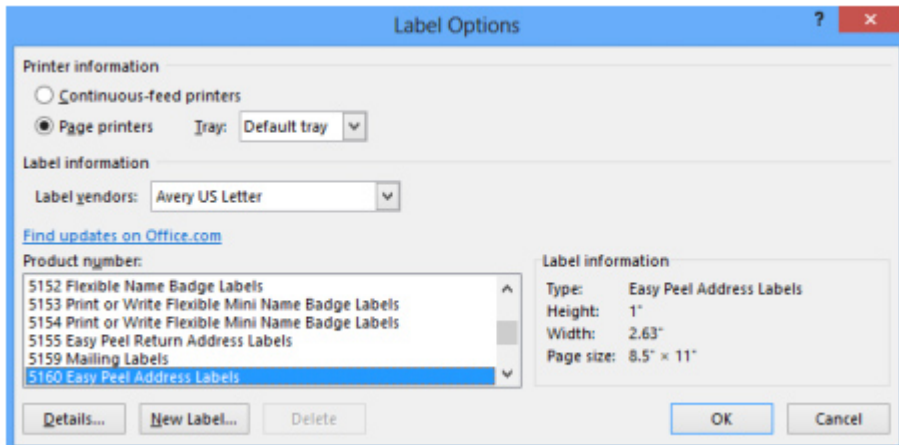 Label Options
?
Printer information
Continuous-feed printers
Page printers Tray: Default tray
Label information
Label vendors: Avery US Letter
Find updates on Office.com
Product number:
5152 Flexible Name Badge Labels
5153 Print or Write Flexible Mini Name Badge Labels
5154 Print or Write Flexible Mini Name Badge Labels
5155 Easy Peel Return Address Labels
5159 Mailing Labels
5160 Easy Peel Address Labels
Label information
Type: Easy Peel Address Labels
Height: 1"
Width: 2.63"
Page size: 8.5" × 11"
Details... New Label... Delete OK Cancel